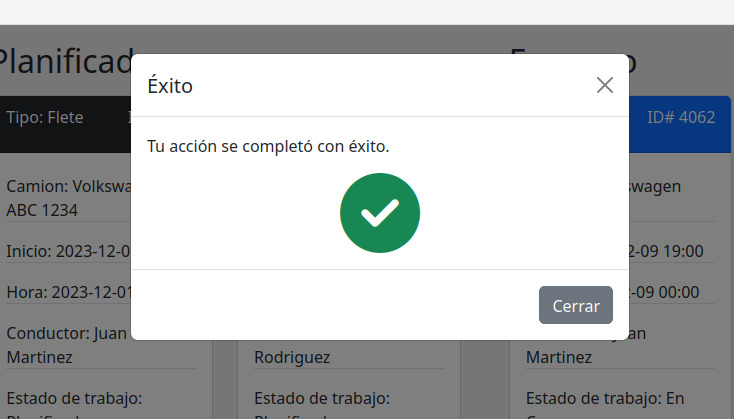 Planificad
Éxito
Tipo: Flete
ID# 4062
Tu acción se completó con éxito.
Camion: Volkswa
ABC 1234
swagen
Inicio: 2023-12-0
2-09 19:00
Hora: 2023-12-01
-09 00:00
Cerrar
Conductor: Juan
Martinez
Rodriguez
Martinez
Estado de trabajo:
Estado de trabajo:
Estado de trabajo: En